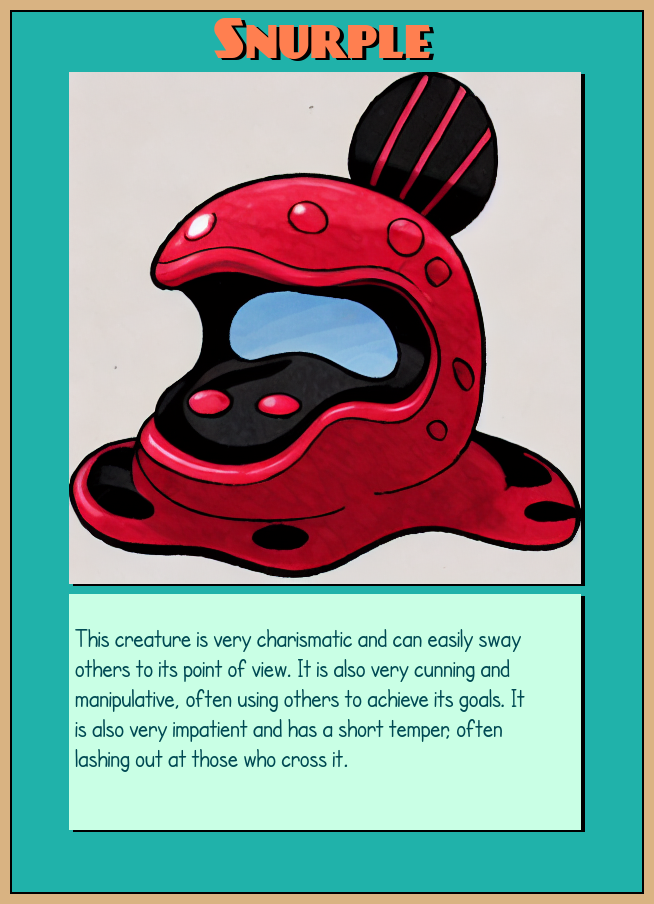 Snurple
This creature is very charismatic and can easily sway
others to its point of view. It is also very cunning and
manipulative, often using others to achieve its goals. It
is also very impatient and has a short temper, often
lashing out at those who cross it.